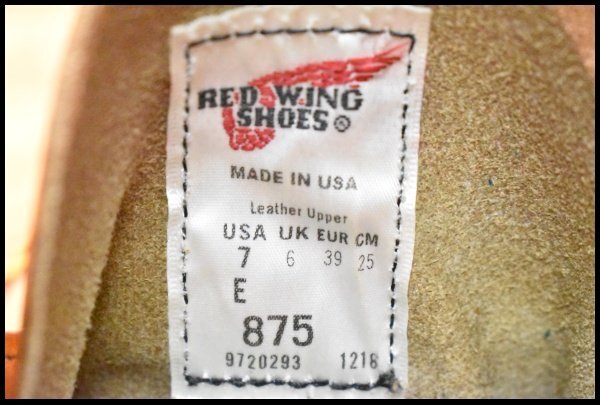 RED WING
SHOES®
MADE IN USA
Leather Upper
USA UK EUR CM
7 6 39 25
E
875
9720293 1218